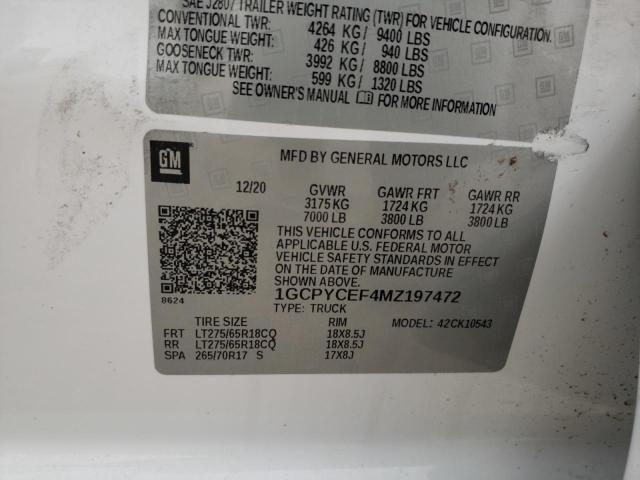 SAE J2807 TRAILER WEIGHT RATING (TWR) FOR VEHICLE CONFIGURATION.
CONVENTIONAL TWR: 4264 KG/ 9400 LBS
MAX TONGUE WEIGHT: 426 KG/ 940 LBS
GOOSENECK TWR: 3992 KG/ 8800 LBS
MAX TONGUE WEIGHT: 599 KG/ 1320 LBS
SEE OWNER'S MANUAL FOR MORE INFORMATION
GM
MFD BY GENERAL MOTORS LLC
12/20 GVWR GAWR FRT GAWR RR
3175 KG 1724 KG 1724 KG
7000 LB 3800 LB 3800 LB
THIS VEHICLE CONFORMS TO ALL
APPLICABLE U.S. FEDERAL MOTOR
VEHICLE SAFETY STANDARDS IN EFFECT
ON THE DATE OF MANUFACTURE
SHOWN ABOVE.
8624 1GCPYCEF4MZ197472
TYPE: TRUCK
TIRE SIZE RIM MODEL: 42CK10543
FRT LT275/65R18CQ 18X8.5J
RR LT275/65R18CQ 18X8.5J
SPA 265/70R17 S 17X8J